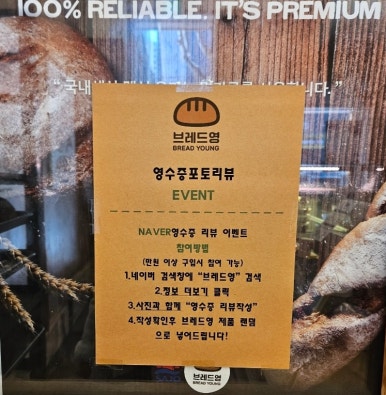 100% RELIABLE. IT'S PREMIUM
브레드영
BREAD YOUNG
영수증포토리뷰
EVENT
NAVER영수증 리뷰 이벤트
참여방법
(만원 이상 구입시 참여 가능)
1.네이버 검색창에 "브레드영" 검색
2.정보 더보기 클릭
3.사진과 함께 "영수증 리뷰작성"
4.작성확인후 브레드영 제품 랜덤
으로 넣어드립니다!
브레드영
BREAD YOUNG